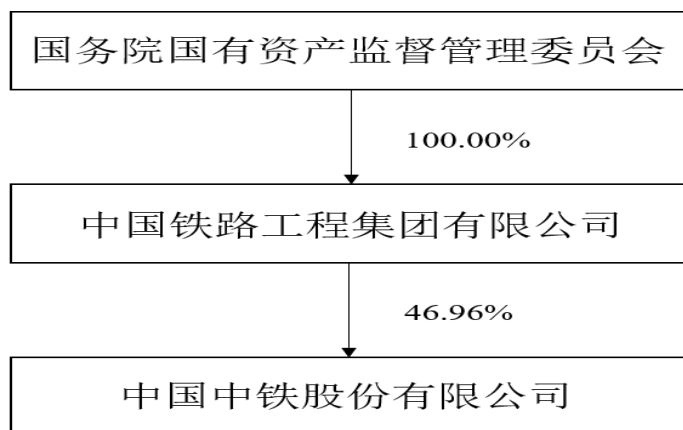 国务院国有资产监督管理委员会
100.00%
中国铁路工程集团有限公司
46.96%
中国中铁股份有限公司